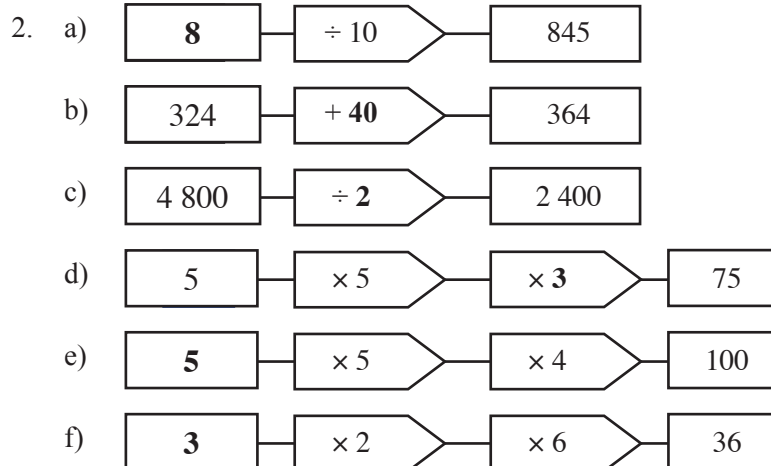 2. a) 8 ÷ 10 845
b) 324 + 40 364
c) 4 800 ÷ 2 2 400
d) 5 × 5 × 3 75
e) 5 × 5 × 4 100
f) 3 × 2 × 6 36